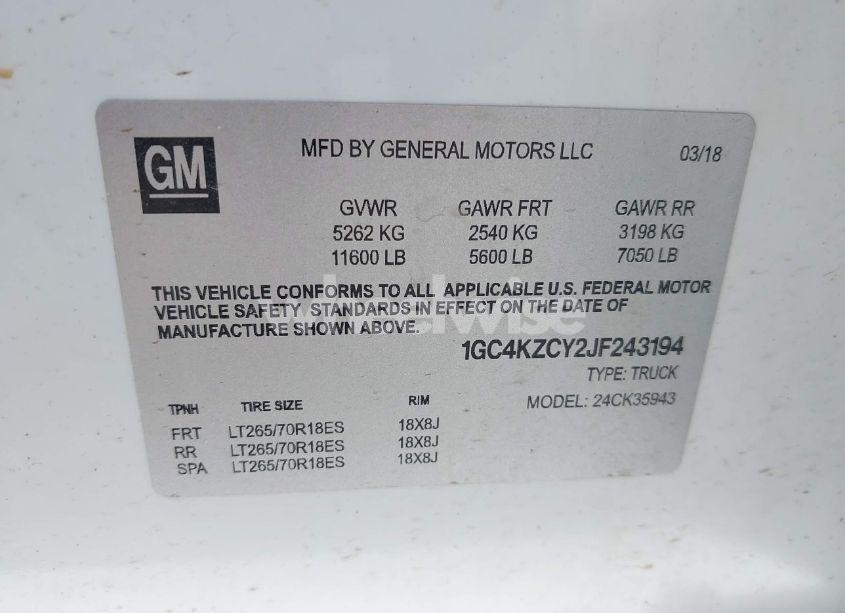 GM MFD BY GENERAL MOTORS LLC 03/18
GVWR GAWR FRT GAWR RR
5262 KG 2540 KG 3198 KG
11600 LB 5600 LB 7050 LB
THIS VEHICLE CONFORMS TO ALL APPLICABLE U.S. FEDERAL MOTOR
VEHICLE SAFETY STANDARDS IN EFFECT ON THE DATE OF
MANUFACTURE SHOWN ABOVE.
1GC4KZCY2JF243194
TYPE: TRUCK
MODEL: 24CK35943
TPNH TIRE SIZE RIM
FRT LT265/70R18ES 18X8J
RR LT265/70R18ES 18X8J
SPA LT265/70R18ES 18X8J